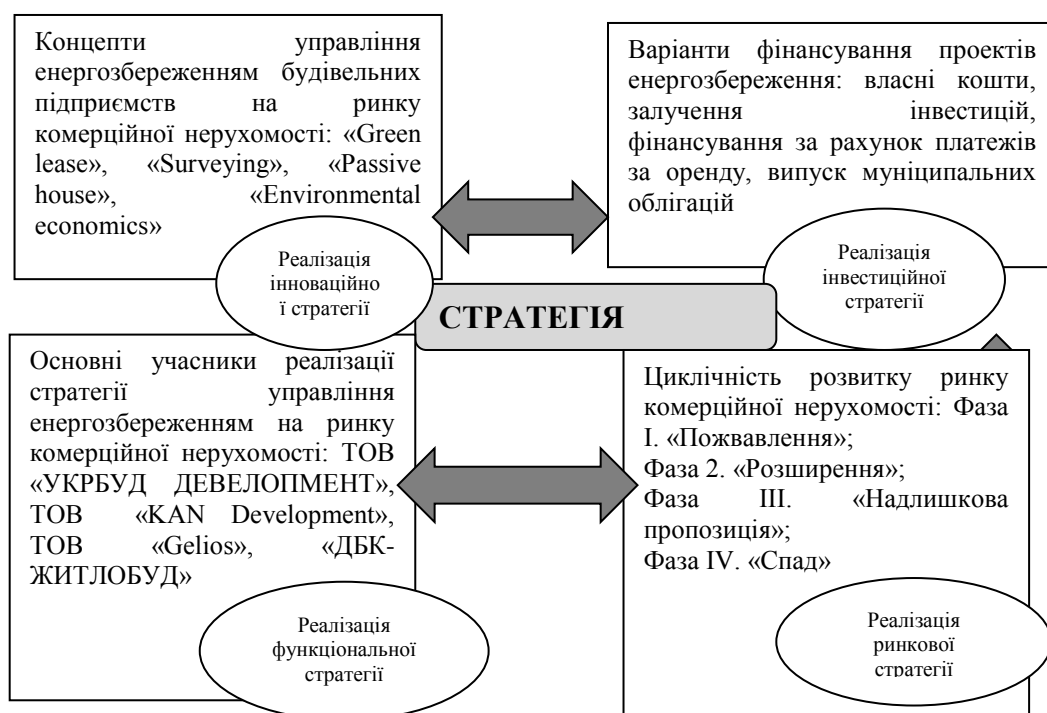 Концепти управління
енергозбереженням будівельних
підприємств на ринку
комерційної нерухомості: «Green
lease», «Surveying», «Passive
house», «Environmental
economics»
Реалізація
інноваційно
ї стратегії
Варіанти фінансування проектів
енергозбереження: власні кошти,
залучення інвестицій,
фінансування за рахунок платежів
за оренду, випуск муніципальних
облігацій
Реалізація
інвестиційної
стратегії
СТРАТЕГІЯ
Основні учасники реалізації
стратегії управління
енергозбереженням на ринку
комерційної нерухомості: ТОВ
«УКРБУД ДЕВЕЛОПМЕНТ»,
ТОВ «KAN Development»,
ТОВ «Gelios», «ДБК-
ЖИТЛОБУД»
Реалізація
функціональної
стратегії
Циклічність розвитку ринку
комерційної нерухомості: Фаза
І. «Пожвавлення»;
Фаза 2. «Розширення»;
Фаза ІІІ. «Надлишкова
пропозиція»;
Фаза IV. «Спад»
Реалізація
ринкової
стратегії